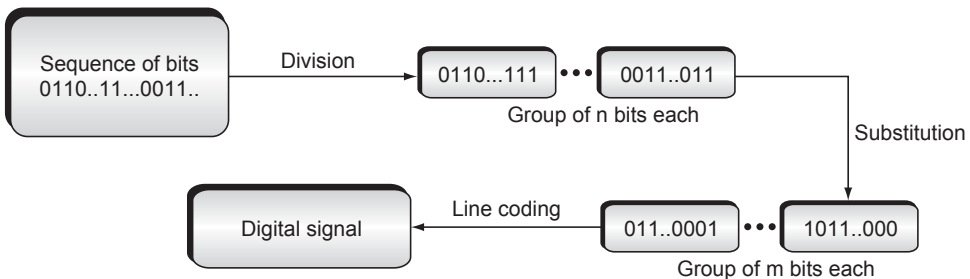 Sequence of bits
0110..11...0011..
Division
0110...111
0011..011
Group of n bits each
Substitution
Digital signal
Line coding
011..0001
1011..000
Group of m bits each